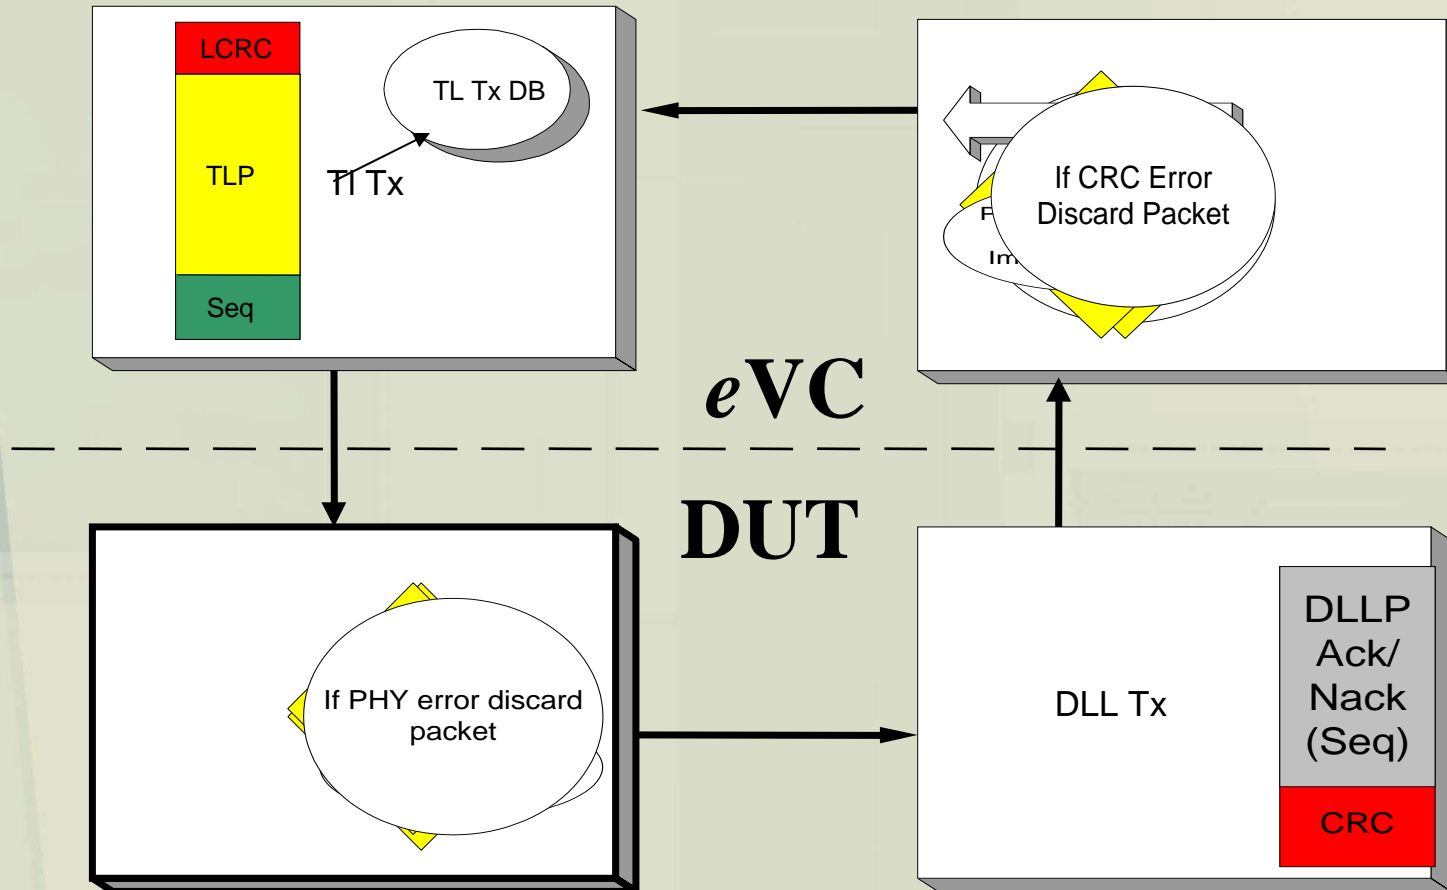 LCRC
TLP
Seq
TL Tx DB
Tl Tx
If CRC Error
Discard Packet
eVC
DUT
If PHY error discard
packet
DLL Tx
DLLP
Ack/
Nack
(Seq)
CRC